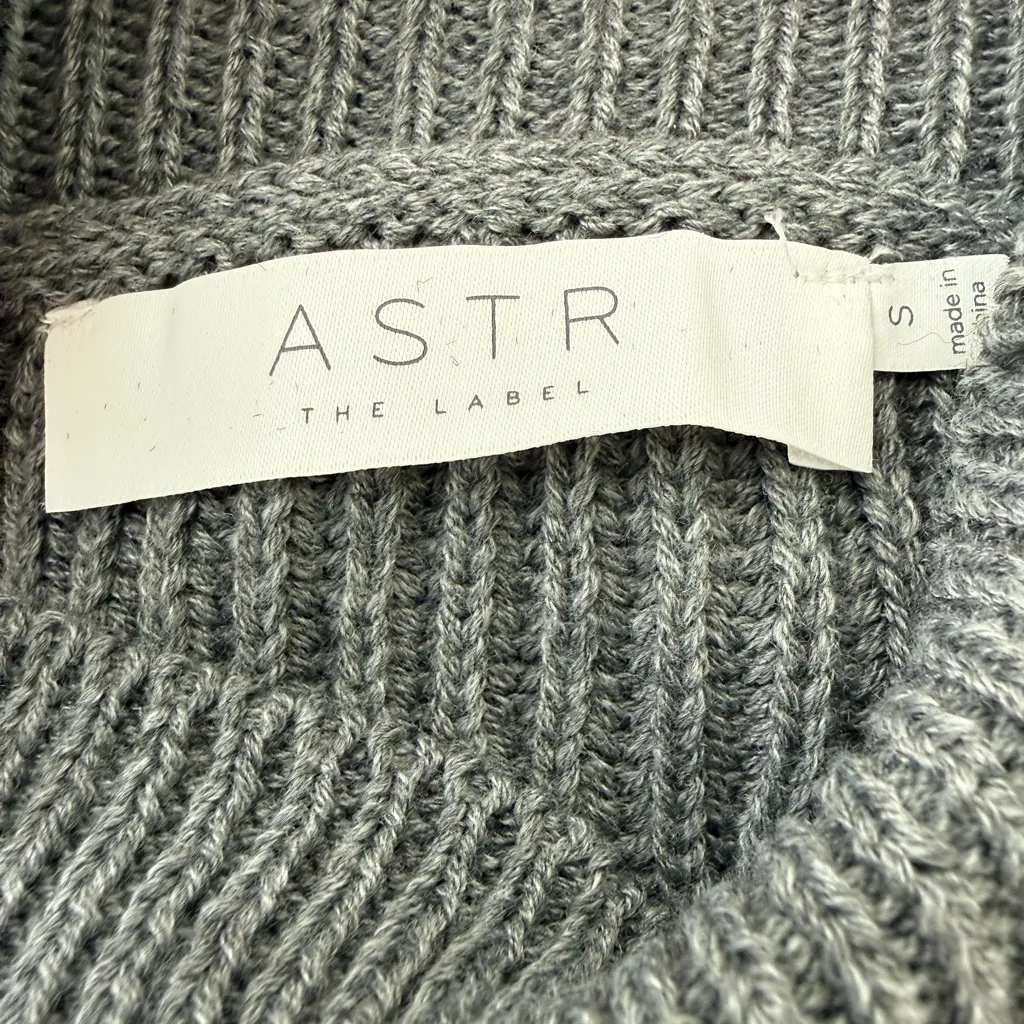 ASTR
THE LABEL
S
made in